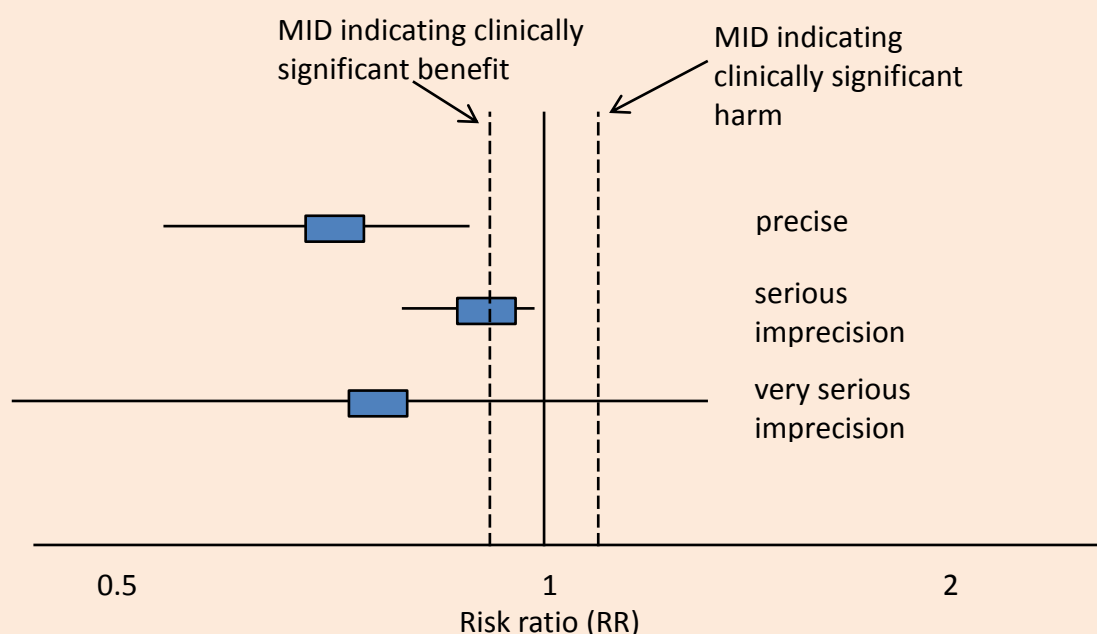 MID indicating clinically
significant benefit
MID indicating
clinically significant
harm
precise
serious
imprecision
very serious
imprecision
0.5
1
2
Risk ratio (RR)